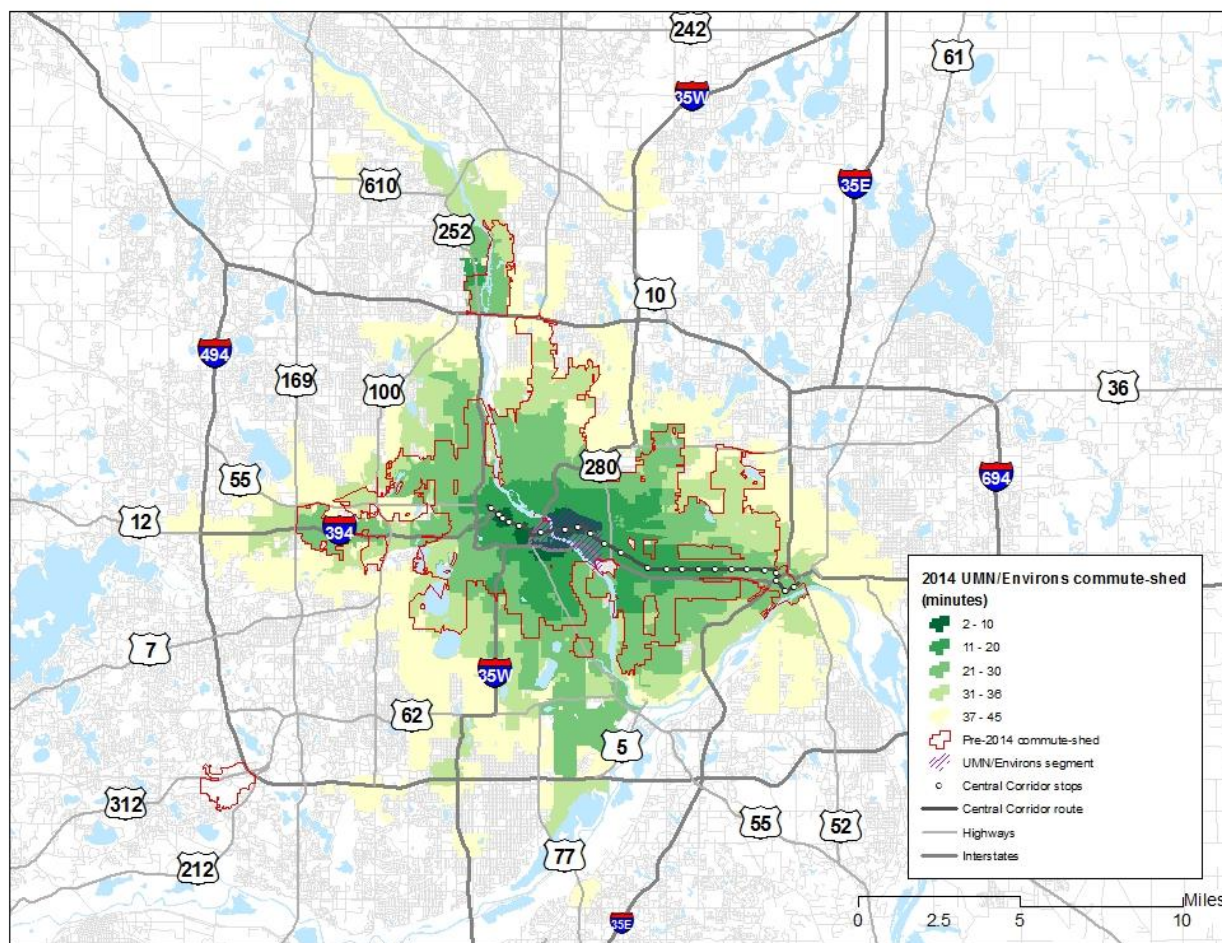 242
61
35W
35E
610
252
10
494
169
100
36
280
55
694
12
394
7
35W
62
5
312
55
52
212
77
35E
2014 UMN/Environs commute-shed
(minutes)
2 - 10
11 - 20
21 - 30
31 - 36
37 - 45
Pre-2014 commute-shed
UMN/Environs segment
Central Corridor stops
Central Corridor route
Highways
Interstates
Miles
0 2.5 5 10